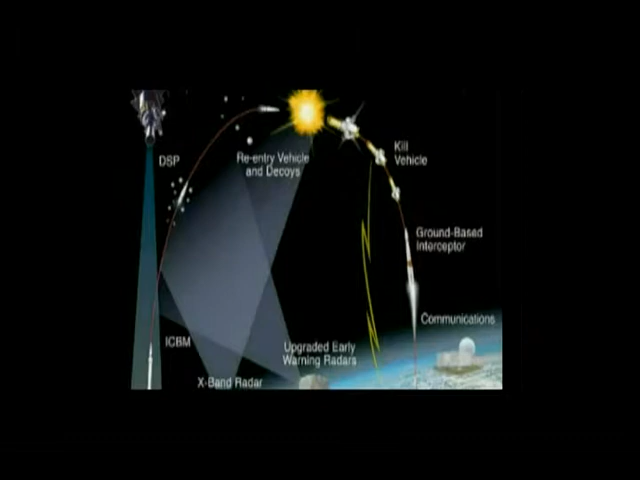 DSP
Re-entry Vehicle
and Decoys
Kill
Vehicle
Ground-Based
Interceptor
Communications
ICBM
Upgraded Early
Warning Radars
X-Band Radar